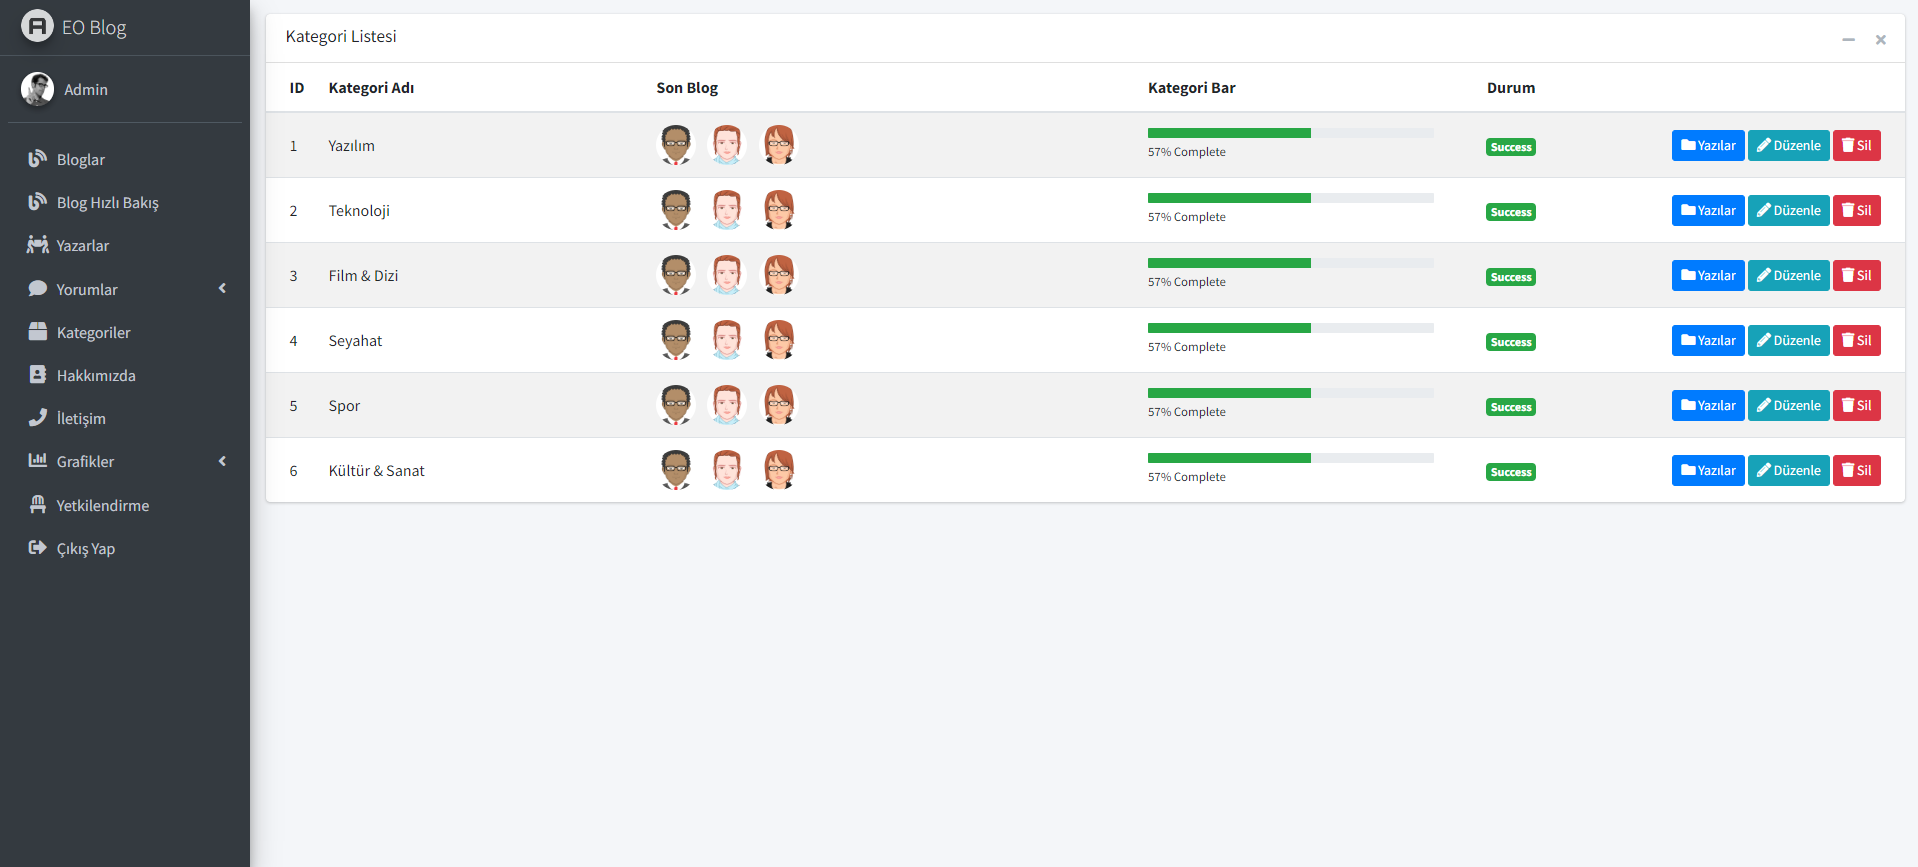 EO Blog
Admin
Bloglar
Blog Hızlı Bakış
Yazarlar
Yorumlar
Kategoriler
Hakkımızda
İletişim
Grafikler
Yetkilendirme
Çıkış Yap
Kategori Listesi
ID Kategori Adı Son Blog Kategori Bar Durum
1 Yazılım 57% Complete Success Yazılar Düzenle Sil
2 Teknoloji 57% Complete Success Yazılar Düzenle Sil
3 Film & Dizi 57% Complete Success Yazılar Düzenle Sil
4 Seyahat 57% Complete Success Yazılar Düzenle Sil
5 Spor 57% Complete Success Yazılar Düzenle Sil
6 Kültür & Sanat 57% Complete Success Yazılar Düzenle Sil